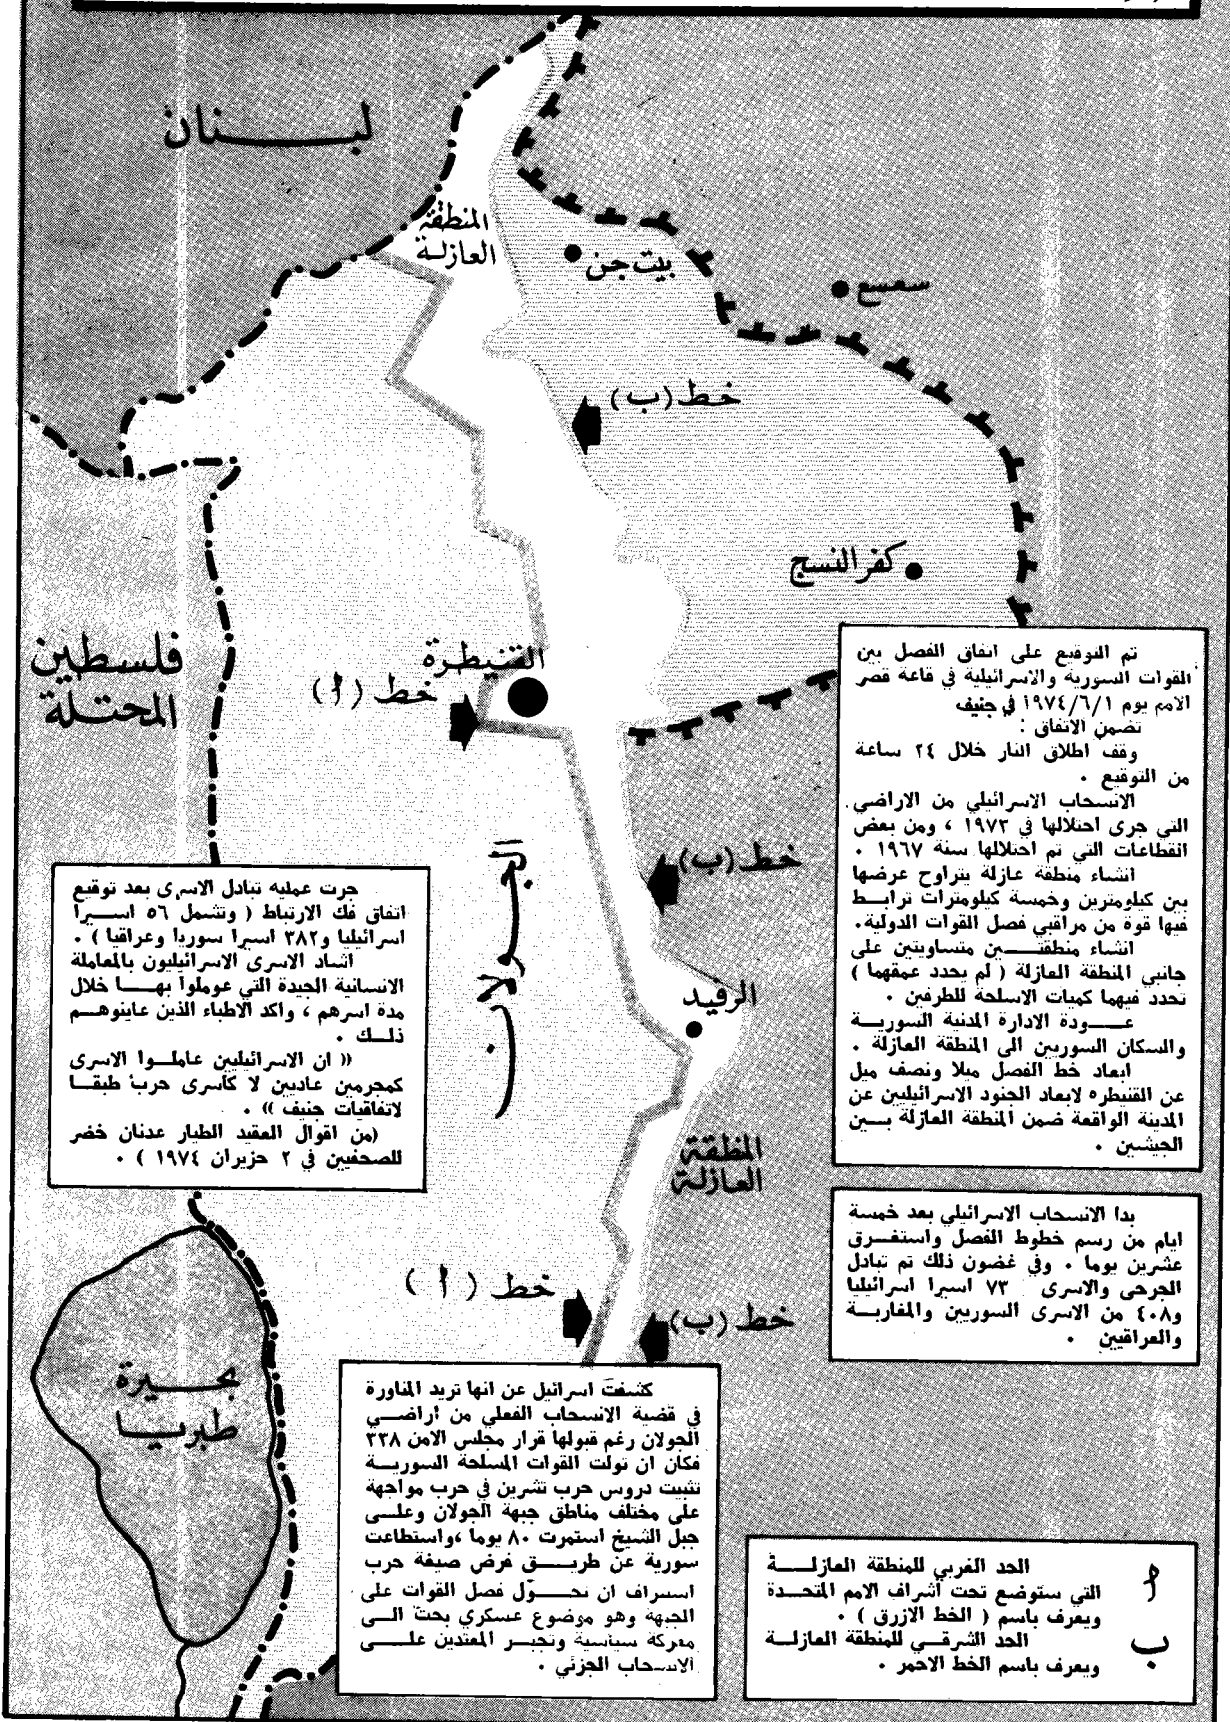 لبنان
المنطقة
العازلة
بيت جن
سعسع
خط (ب)
كفر النسج
فلسطين
المحتلة
القنيطرة
خط (أ)
تم التوقيع على اتفاق الفصل بين
القوات السورية والاسرائيلية في قاعة قصر
الامم يوم ١٩٧٤/٦/١ في جنيف
تضمن الاتفاق :
وقف اطلاق النار خلال ٢٤ ساعة
من التوقيع .
الانسحاب الاسرائيلي من الاراضي
التي جرى احتلالها في ١٩٧٣ ، ومن بعض
القطاعات التي تم احتلالها سنة ١٩٦٧ .
انشاء منطقة عازلة يتراوح عرضها
بين كيلومترين وخمسة كيلومترات ترابط
فيها قوة من مراقبي فصل القوات الدولية.
انشاء منطقتين متساويتين على
جانبي المنطقة العازلة ( لم يحدد عمقهما )
تحدد فيهما كميات الاسلحة للطرفين .
عودة الادارة المدنية السورية
والسكان السوريين الى المنطقة العازلة .
ابعاد خط الفصل ميلا ونصف ميل
عن القنيطره لابعاد الجنود الاسرائيليين عن
المدينة الواقعة ضمن المنطقة العازلة بين
الجيشين .
خط (ب)
الجولان
جرت عمليه تبادل الاسرى بعد توقيع
اتفاق فك الارتباط ( وتشمل ٥٦ اسيرا
اسرائيليا و٣٨٢ اسيرا سوريا وعراقيا ) .
اشاد الاسرى الاسرائيليون بالمعاملة
الانسانية الجيدة التي عوملوا بها خلال
مدة اسرهم ، واكد الاطباء الذين عاينوهم
ذلك .
« ان الاسرائيليين عاملوا الاسرى
كمجرمين عاديين لا كأسرى حرب طبقا
لاتفاقيات جنيف » .
(من اقوال العقيد الطيار عدنان خضر
للصحفيين في ٢ حزيران ١٩٧٤ ) .
الرفيد
المنطقة
العازلة
بدا الانسحاب الاسرائيلي بعد خمسة
ايام من رسم خطوط الفصل واستغرق
عشرين يوما . وفي غضون ذلك تم تبادل
الجرحى والاسرى ٧٣ اسيرا اسرائيليا
و٤٠٨ من الاسرى السوريين والمغاربة
والعراقيين .
خط (أ)
خط (ب)
بحيرة
طبريا
كشفت اسرائيل عن انها تريد المناورة
في قضية الانسحاب الفعلي من اراضي
الجولان رغم قبولها قرار مجلس الامن ٣٣٨
فكان ان تولت القوات المسلحة السورية
تثبيت دروس حرب تشرين في حرب مواجهة
على مختلف مناطق جبهة الجولان وعلى
جبل الشيخ استمرت ٨٠ يوما ،واستطاعت
سورية عن طريق فرض صيغة حرب
استنزاف ان تحوّل فصل القوات على
الجبهة وهو موضوع عسكري بحت الى
معركة سياسية وتجبر المعتدين على
الانسحاب الجزئي .
أ
الحد الغربي للمنطقة العازلة
التي ستوضع تحت اشراف الامم المتحدة
ويعرف باسم ( الخط الازرق ) .
ب
الحد الشرقي للمنطقة العازلة
ويعرف باسم الخط الاحمر .